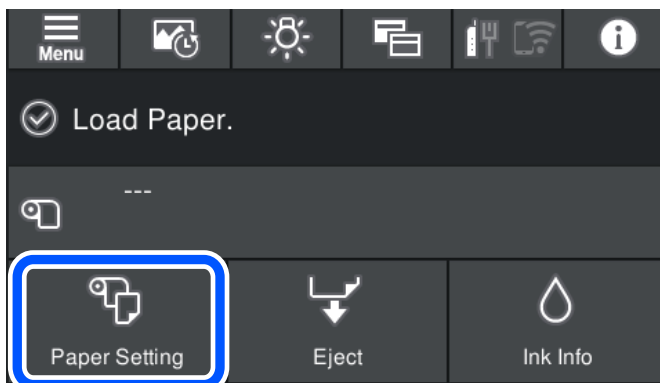 Menu
Load Paper.
---
Paper Setting
Eject
Ink Info